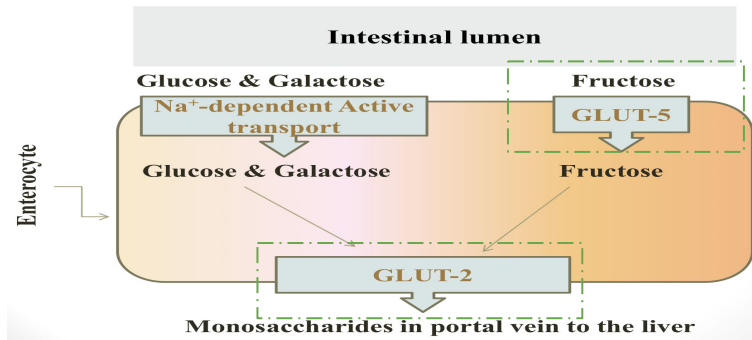 Intestinal lumen
Glucose & Galactose
Fructose
Na⁺-dependent Active
transport
GLUT-5
Glucose & Galactose
Fructose
Enterocyte
GLUT-2
Monosaccharides in portal vein to the liver